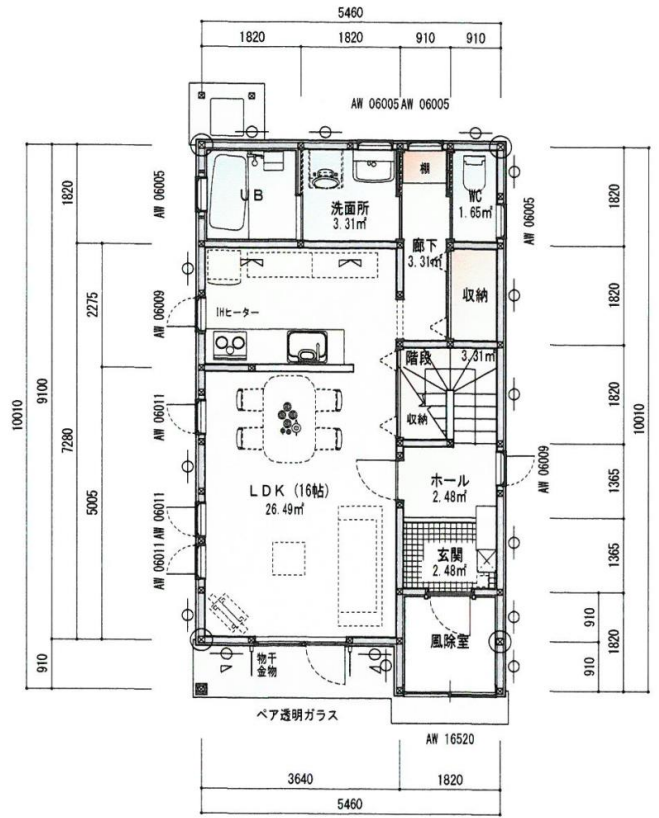 5460
1820
1820
910
910
AW 06005
AW 06005
AW 06005
1820
UB
洗面所
3.31㎡
棚
WC
1.65㎡
AW 06005
1820
廊下
3.31㎡
収納
2275
AW 06009
IHヒーター
1820
10010
9100
7280
階段
3.31㎡
収納
1820
10010
AW 06011
5005
LDK (16帖)
26.49㎡
ホール
2.48㎡
AW 06009
1365
AW 06011
AW 06011
玄関
2.48㎡
1365
風除室
910
1820
910
910
物干
金物
ペア透明ガラス
AW 16520
3640
1820
5460